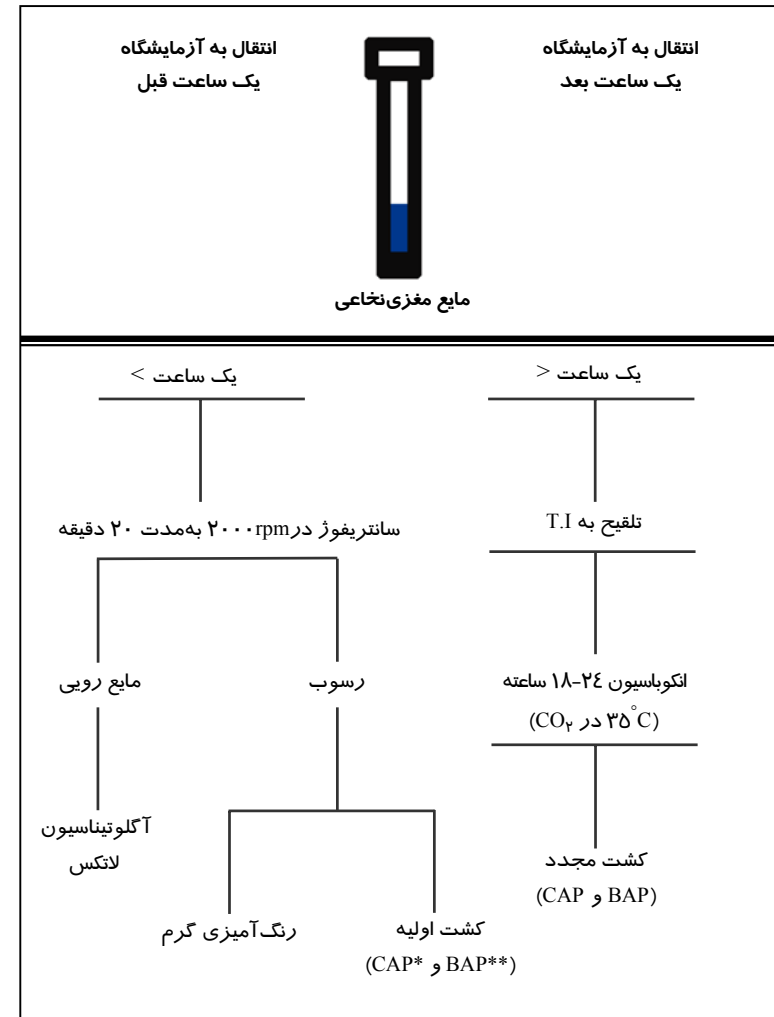 انتقال به آزمایشگاه
یک ساعت بعد
انتقال به آزمایشگاه
یک ساعت قبل
مایع مغزی‌نخاعی
یک ساعت <
یک ساعت >
تلقیح به T.I
سانتریفوژ در ۲۰۰۰rpm به‌مدت ۲۰ دقیقه
انکوباسیون ۲۴-۱۸ ساعته
(۳۵°C در CO۲)
رسوب
مایع رویی
کشت مجدد
(BAP و CAP)
آگلوتیناسیون
لاتکس
کشت اولیه
(BAP** و CAP*)
رنگ‌آمیزی گرم